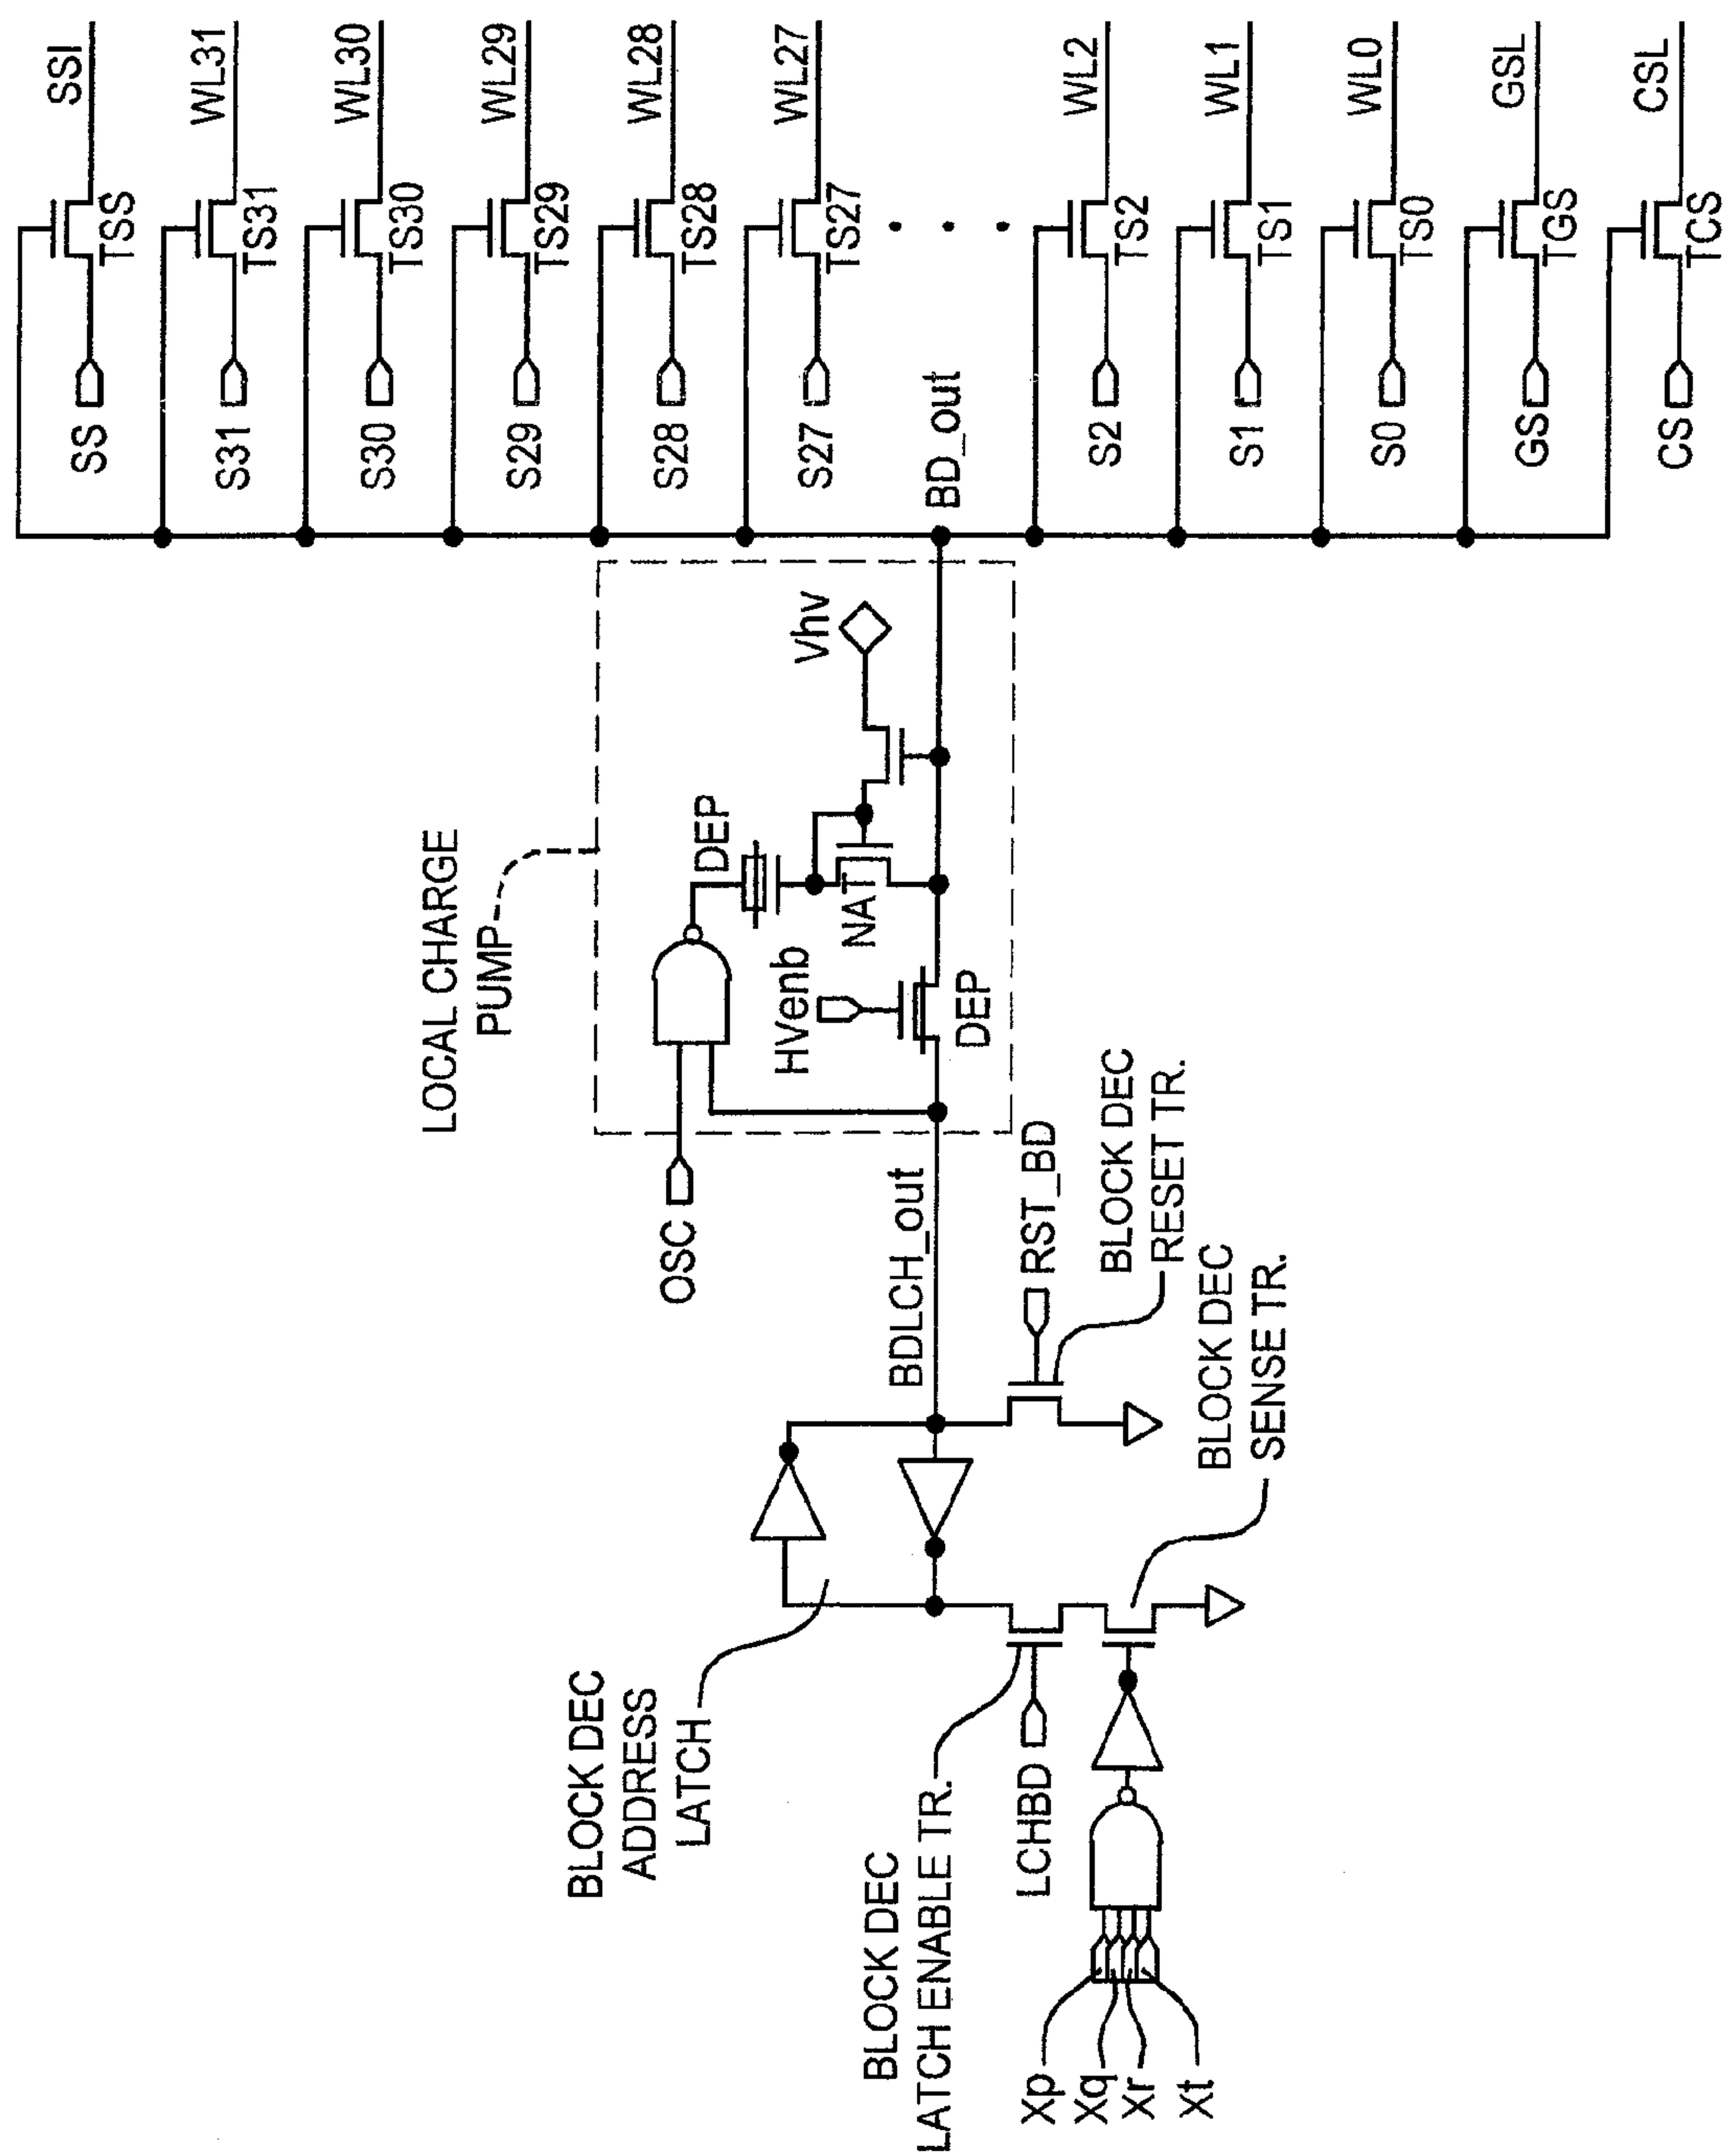 SSI
WL31
WL30
WL29
WL28
WL27
WL2
WL1
WL0
GSL
CSL
TSS
TS31
TS30
TS29
TS28
TS27
TS2
TS1
TS0
TGS
TCS
SS
S31
S30
S29
S28
S27
S2
S1
S0
GS
CS
BD_out
LOCAL CHARGE
PUMP
Vhv
DEP
NAT
HVenb
DEP
OSC
BDLCH_out
RST_BD
BLOCK DEC
RESET TR.
BLOCK DEC
SENSE TR.
BLOCK DEC
ADDRESS
LATCH
BLOCK DEC
LATCH ENABLE TR.
LCHBD
Xp
Xq
Xr
Xt